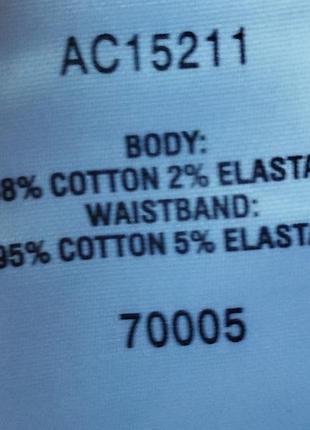 AC15211
BODY:
8% COTTON 2% ELASTA
WAISTBAND:
95% COTTON 5% ELASTA
70005